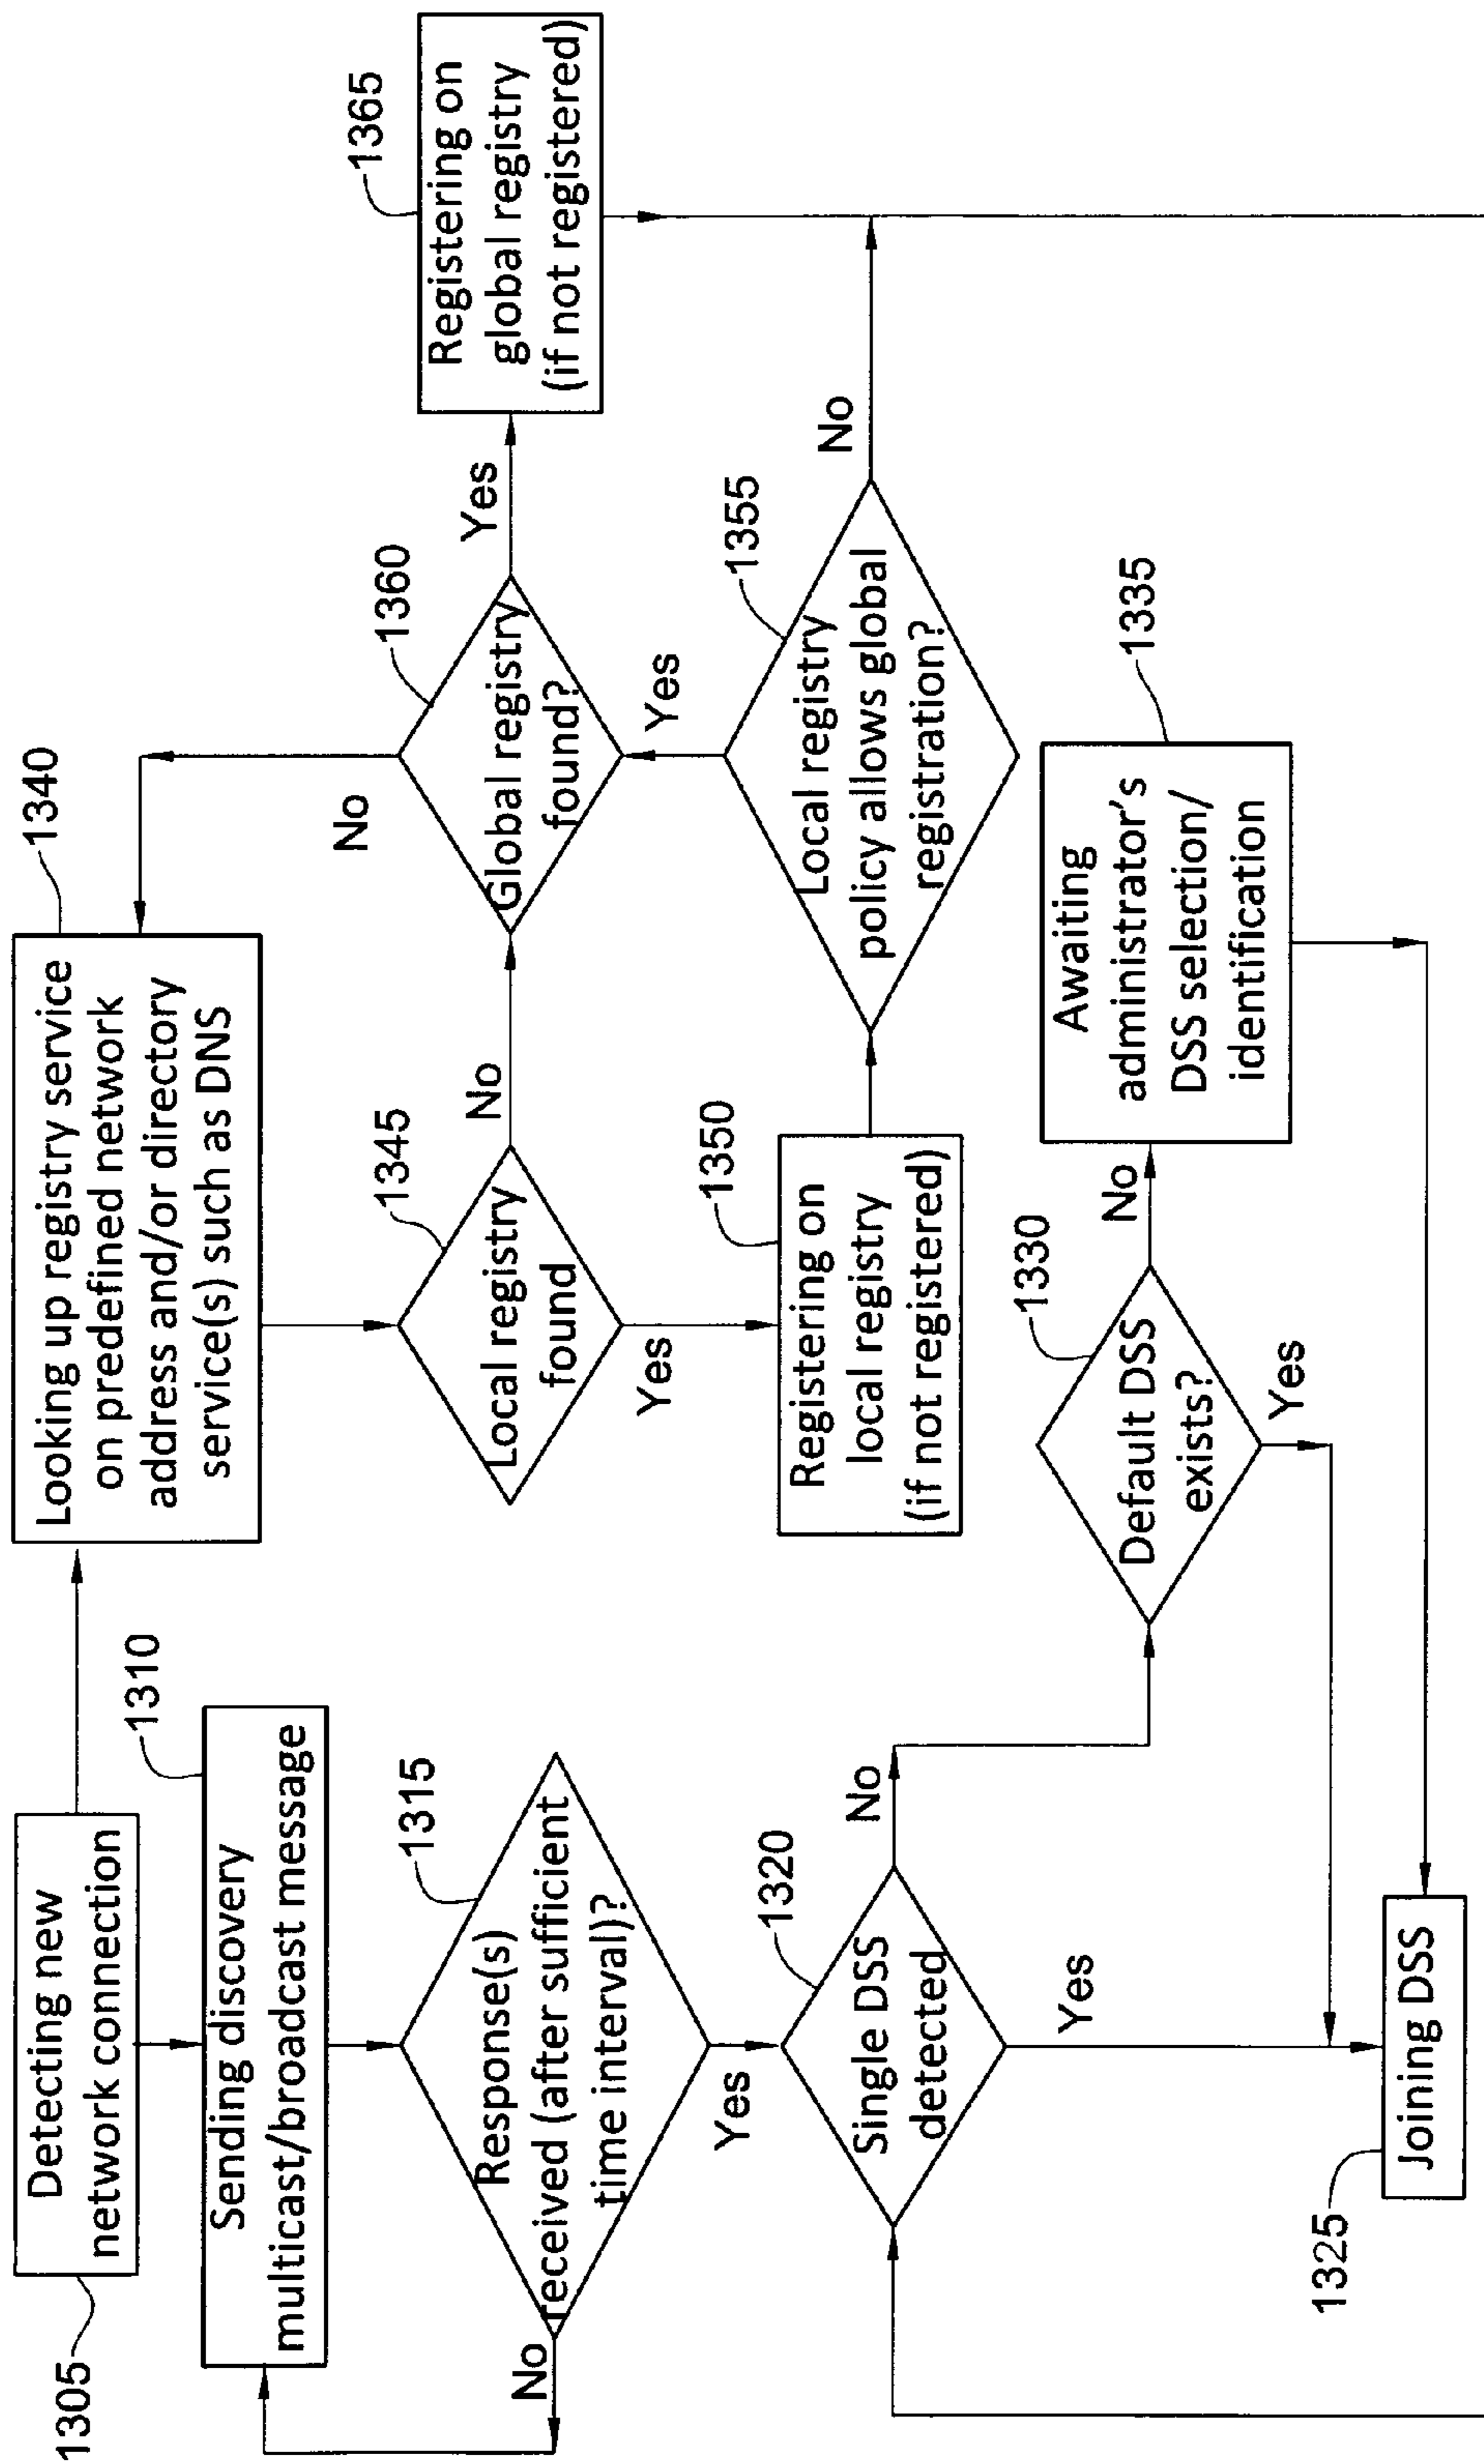 1305
Detecting new
network connection
1310
Sending discovery
multicast/broadcast message
1315
Response(s)
received (after sufficient
time interval)?
No
Yes
1320
Single DSS
detected
No
Yes
1325
Joining DSS
1330
Default DSS
exists?
No
Yes
1335
Awaiting
administrator's
DSS selection/
identification
1340
Looking up registry service
on predefined network
address and/or directory
service(s) such as DNS
1345
Local registry
found
No
Yes
1350
Registering on
local registry
(if not registered)
1355
Local registry
policy allows global
registration?
Yes
No
1360
Global registry
found?
No
Yes
1365
Registering on
global registry
(if not registered)